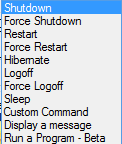 Shutdown
Force Shutdown
Restart
Force Restart
Hibernate
Logoff
Force Logoff
Sleep
Custom Command
Display a message
Run a Program - Beta